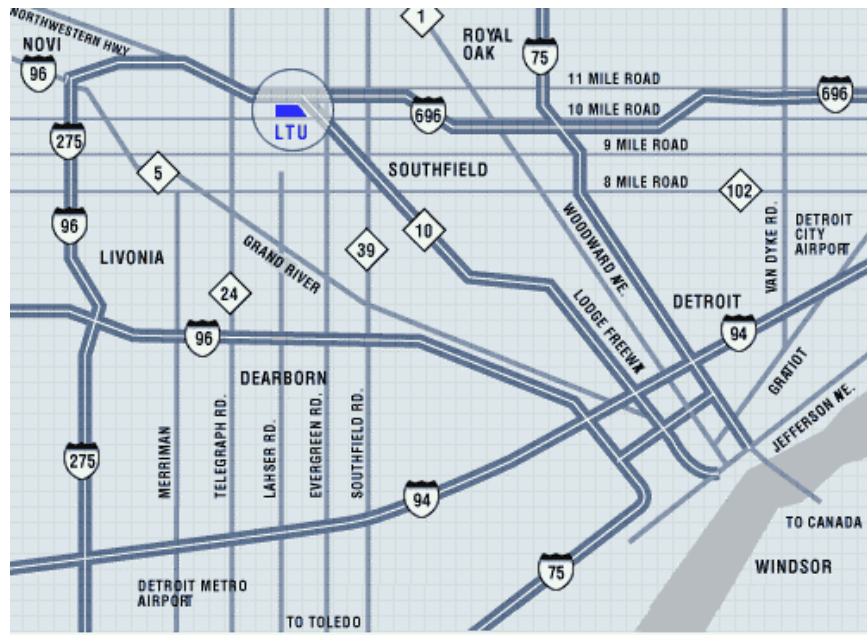 NORTHWESTERN HWY
NOVI
96
1
ROYAL
OAK
75
11 MILE ROAD
696
10 MILE ROAD
696
LTU
275
9 MILE ROAD
5
SOUTHFIELD
8 MILE ROAD
102
96
LIVONIA
GRAND RIVER
39
10
WOODWARD AVE.
VAN DYKE RD.
DETROIT
CITY
AIRPORT
24
LODGE FREEWAY
DETROIT
96
94
DEARBORN
GRATIOT
JEFFERSON AVE.
MERRIMAN
TELEGRAPH RD.
LAHSER RD.
EVERGREEN RD.
SOUTHFIELD RD.
275
94
TO CANADA
75
WINDSOR
DETROIT METRO
AIRPORT
TO TOLEDO